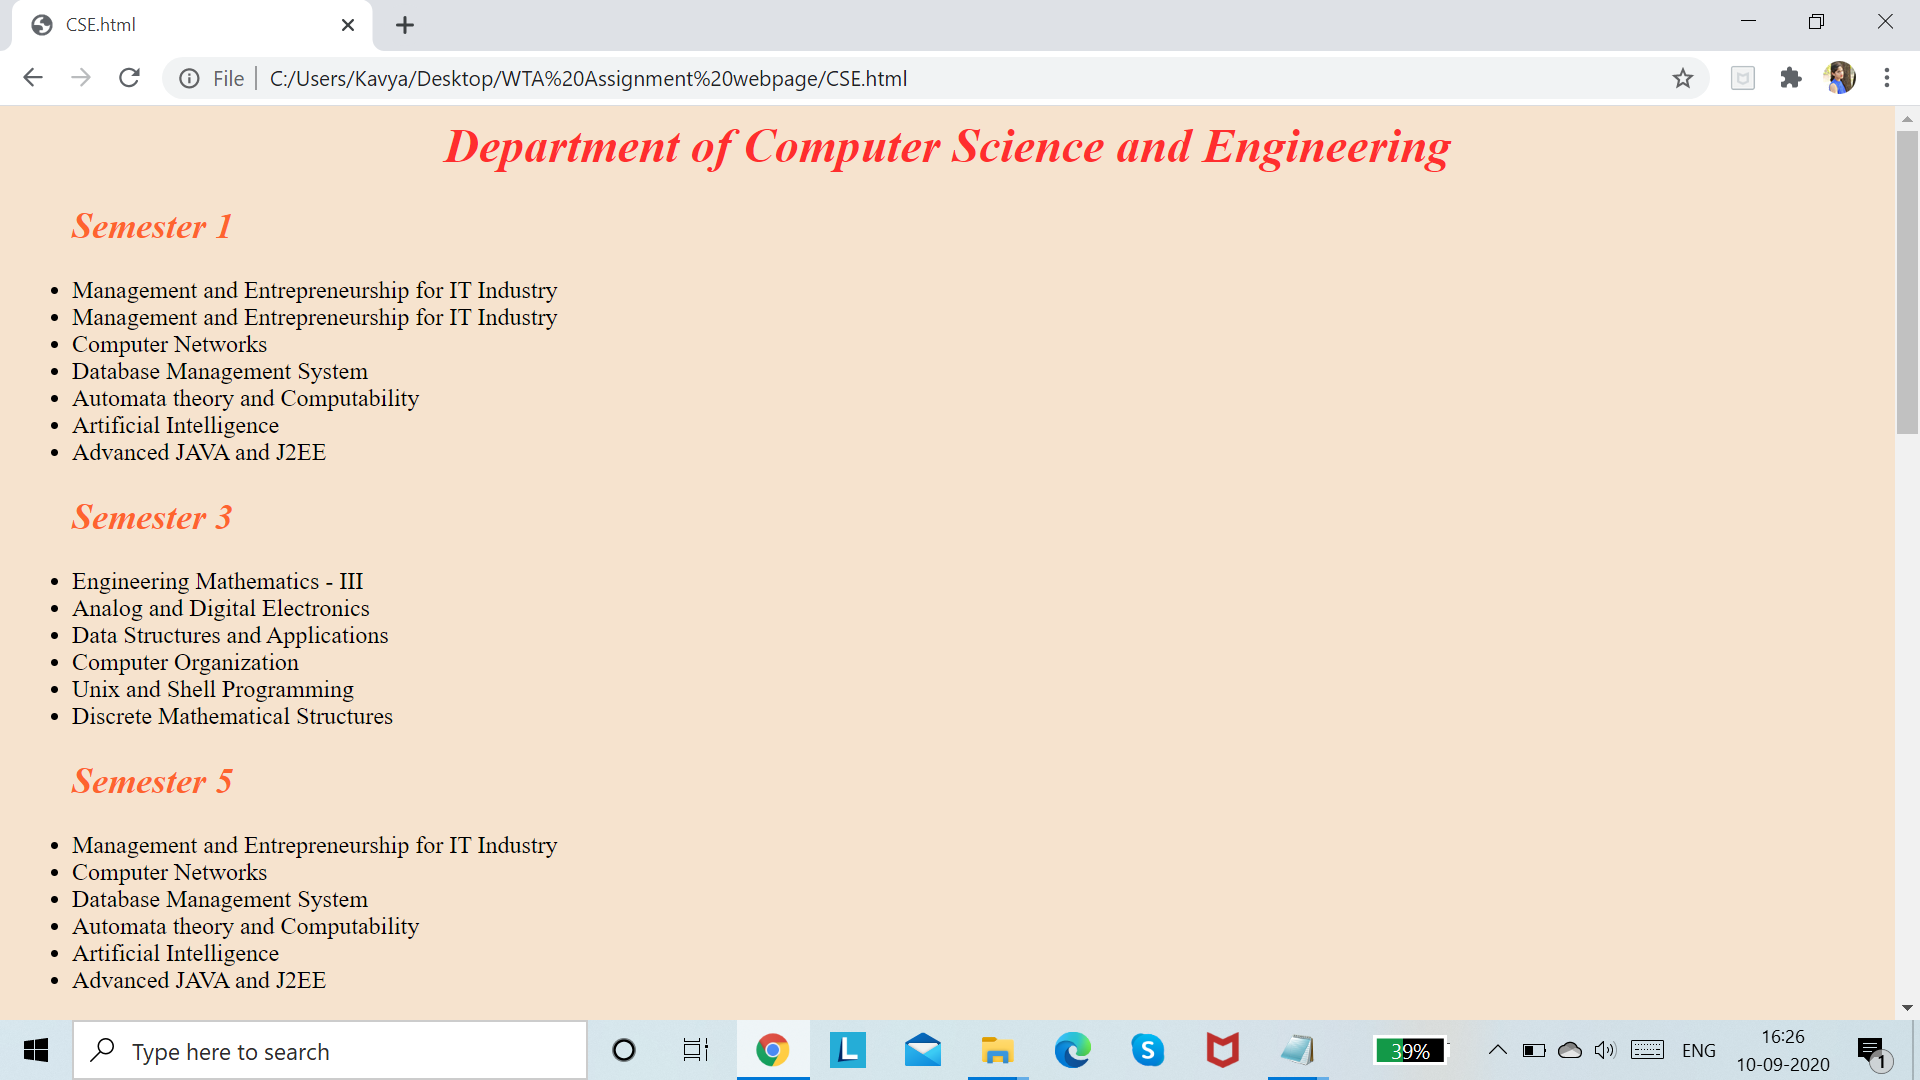 CSE.html
File
C:/Users/Kavya/Desktop/WTA%20Assignment%20webpage/CSE.html
Department of Computer Science and Engineering
Semester 1
Management and Entrepreneurship for IT Industry
Management and Entrepreneurship for IT Industry
Computer Networks
Database Management System
Automata theory and Computability
Artificial Intelligence
Advanced JAVA and J2EE
Semester 3
Engineering Mathematics - III
Analog and Digital Electronics
Data Structures and Applications
Computer Organization
Unix and Shell Programming
Discrete Mathematical Structures
Semester 5
Management and Entrepreneurship for IT Industry
Computer Networks
Database Management System
Automata theory and Computability
Artificial Intelligence
Advanced JAVA and J2EE
Type here to search
L
S
39%
ENG
16:26
10-09-2020
1